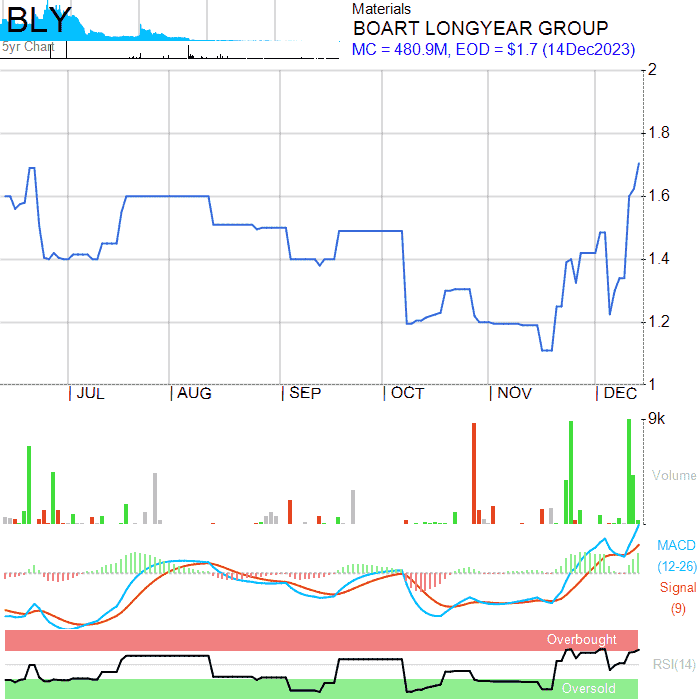 BLY
5yr Chart
Materials
BOART LONGYEAR GROUP
MC = 480.9M, EOD = $1.7 (14Dec2023)
2
1.8
1.6
1.4
1.2
1
JUL AUG SEP OCT NOV DEC
9k
Volume
MACD
(12-26)
Signal
(9)
Overbought
RSI(14)
Oversold